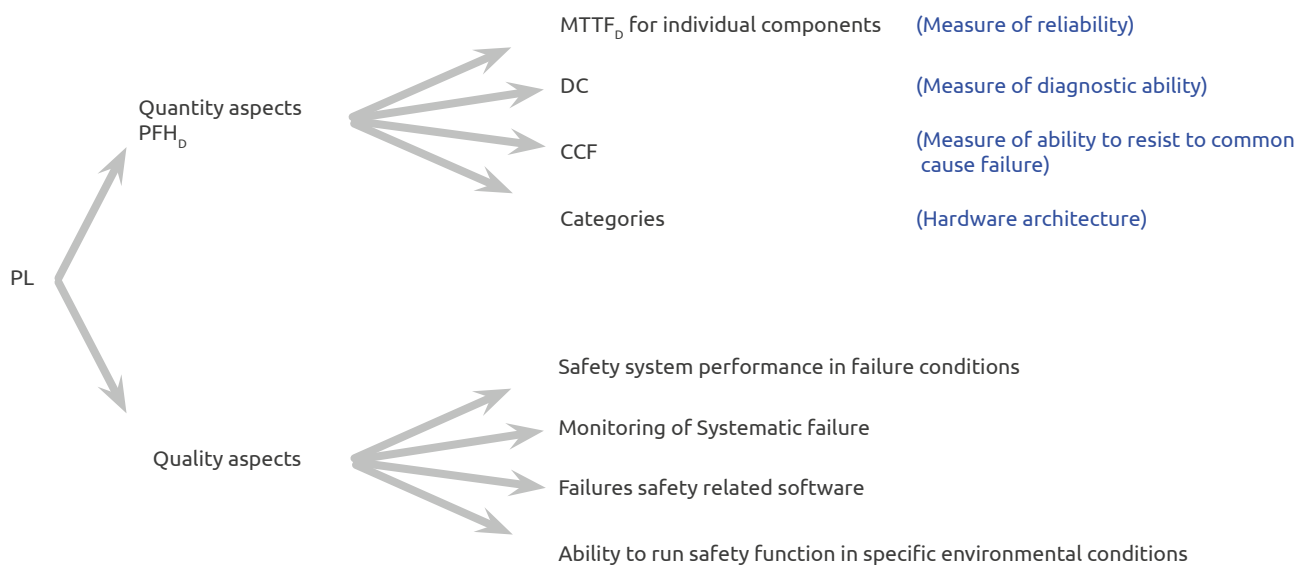 MTTF_D for individual components (Measure of reliability)
DC (Measure of diagnostic ability)
Quantity aspects
PFH_D
CCF (Measure of ability to resist to common
cause failure)
Categories (Hardware architecture)
PL
Safety system performance in failure conditions
Monitoring of Systematic failure
Quality aspects
Failures safety related software
Ability to run safety function in specific environmental conditions